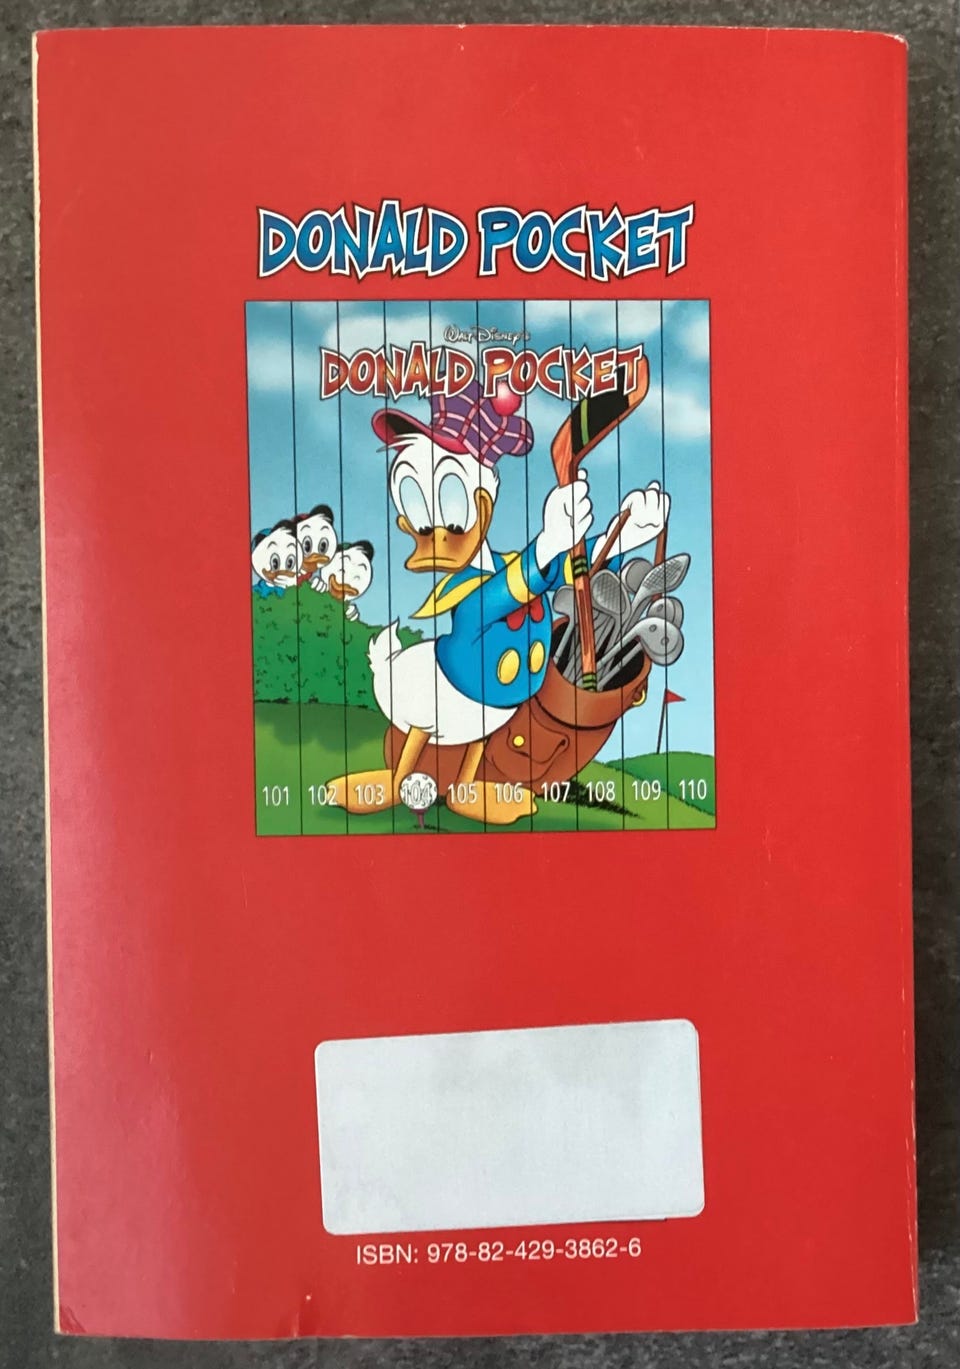 DONALD POCKET
WALT DISNEY'S
DONALD POCKET
101 102 103 104 105 106 107 108 109 110
ISBN: 978-82-429-3862-6